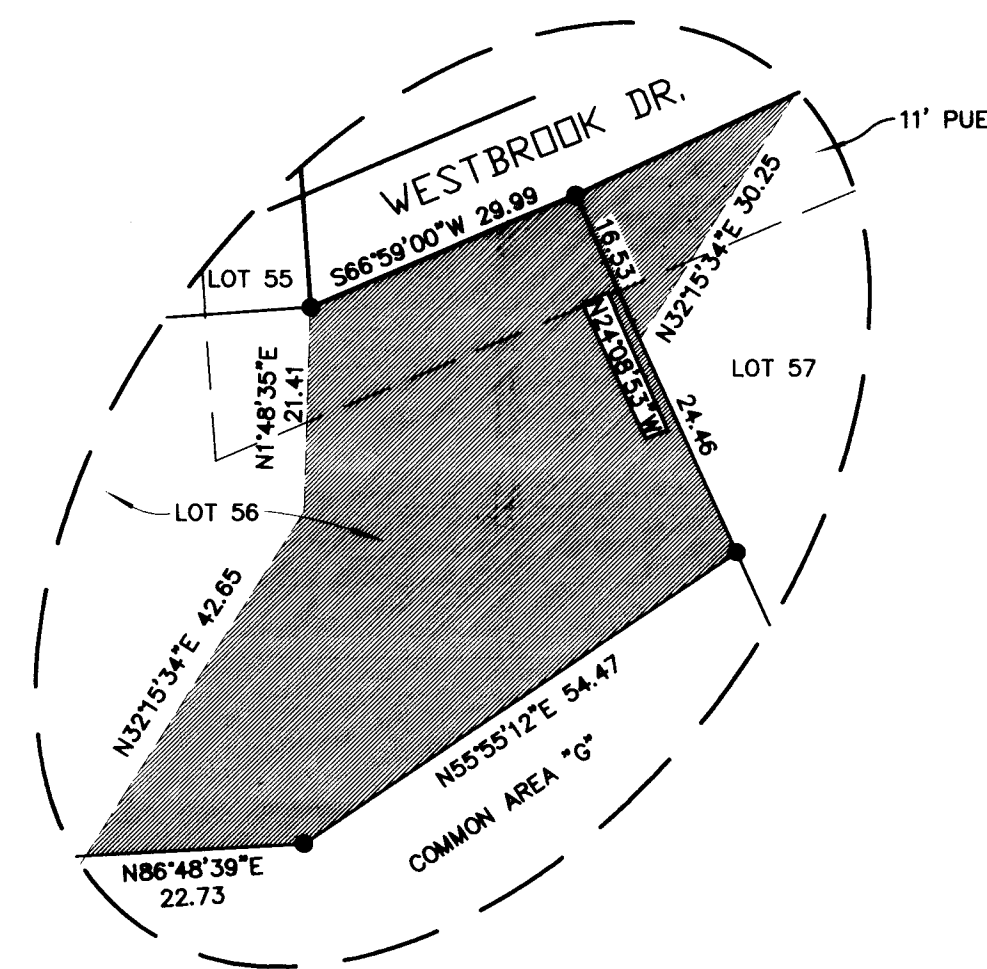 WESTBROOK DR.
11' PUE
S66°59'00"W 29.99
LOT 55
16.53
N32°15'34"E 30.25
N24°08'53"W
N1°48'35"E
21.41
LOT 57
24.46
LOT 56
N32°15'34"E 42.65
N55°55'12"E 54.47
COMMON AREA "G"
N86°48'39"E
22.73